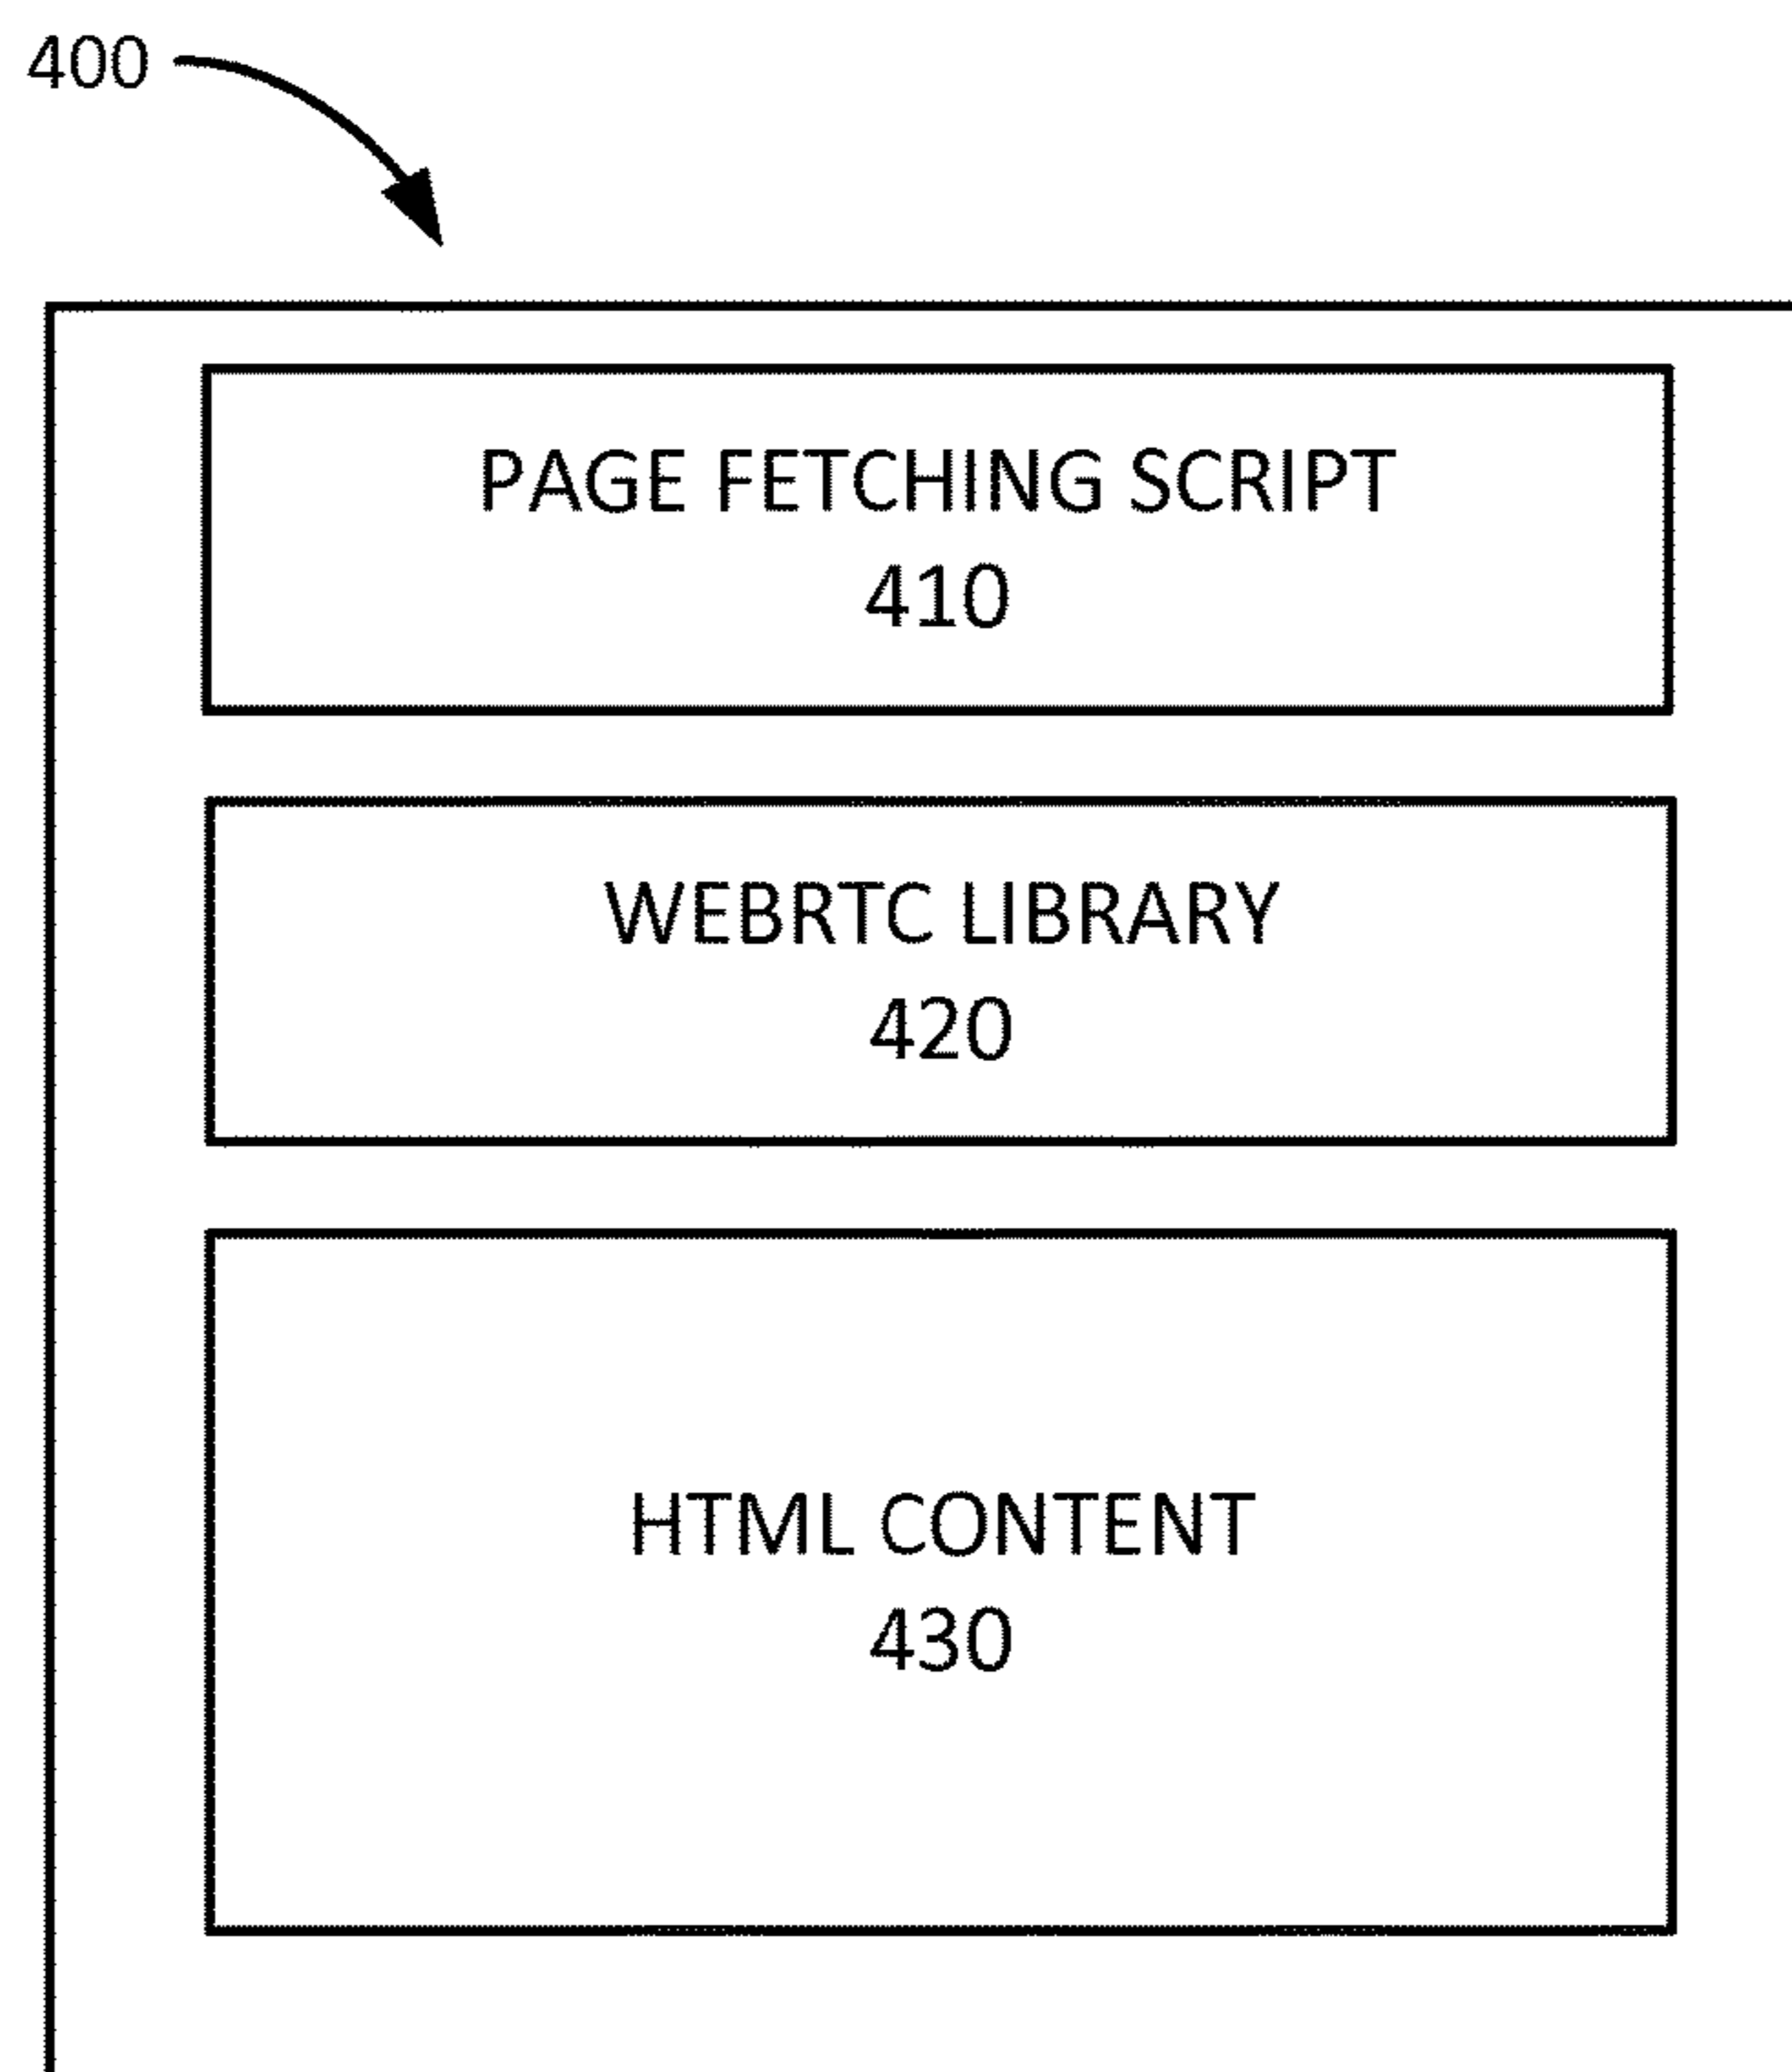 400
PAGE FETCHING SCRIPT
410
WEBRTC LIBRARY
420
HTML CONTENT
430